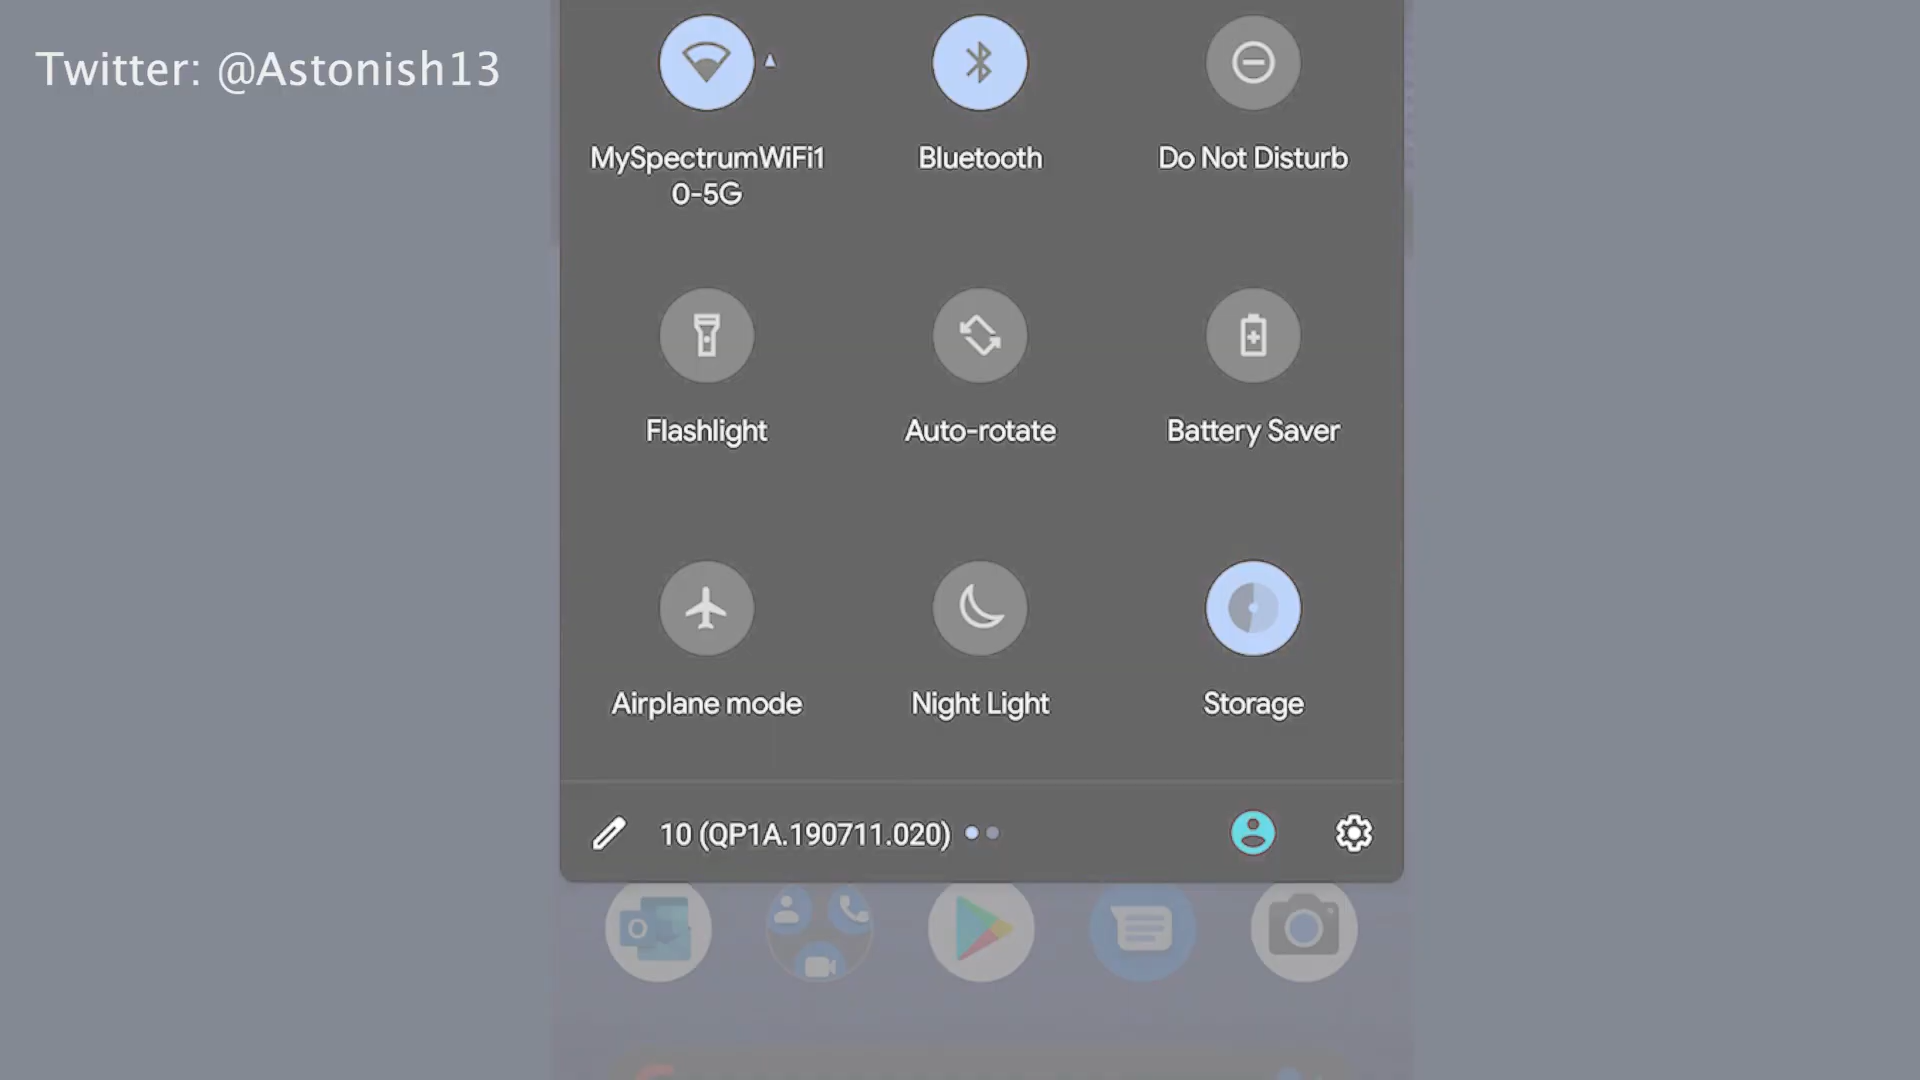 Twitter: @Astonish13
MySpectrumWiFi1
0-5G
Bluetooth
Do Not Disturb
Flashlight
Auto-rotate
Battery Saver
Airplane mode
Night Light
Storage
10 (QP1A.190711.020)